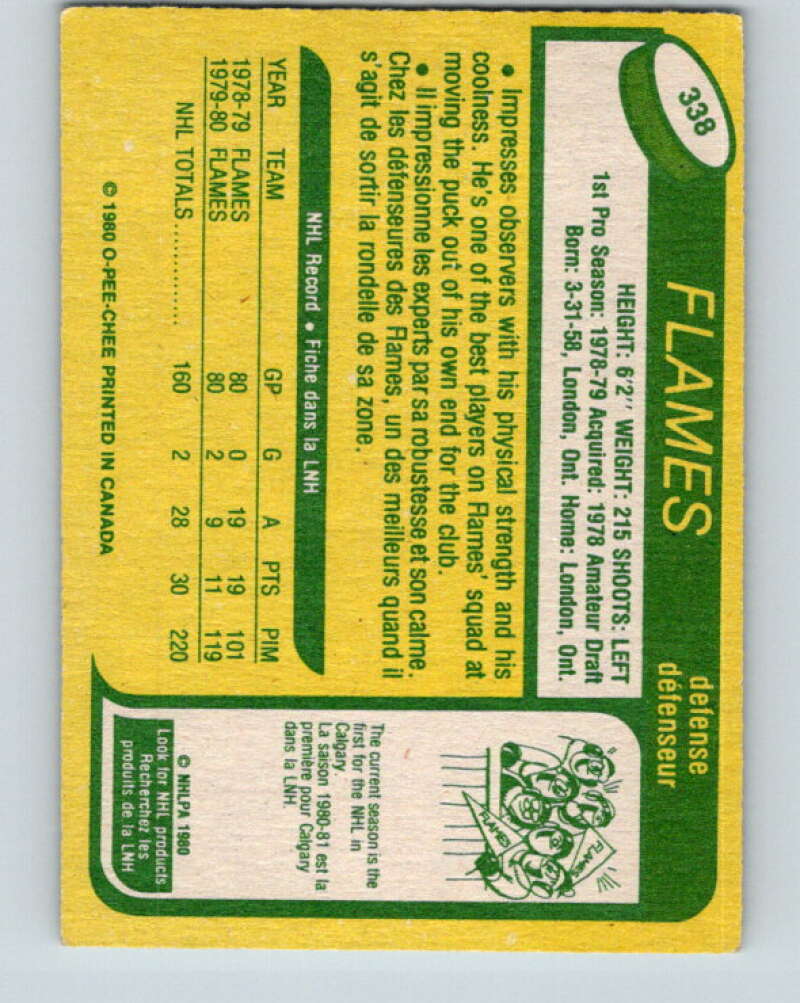 338
FLAMES
defense
défenseur
HEIGHT: 6'2" WEIGHT: 215 SHOOTS: LEFT
1st Pro Season: 1978-79 Acquired: 1978 Amateur Draft
Born: 3-31-58, London, Ont. Home: London, Ont.
• Impresses observers with his physical strength and his
coolness. He's one of the best players on Flames' squad at
moving the puck out of his own end for the club.
• Il impressionne les experts par sa robustesse et son calme.
Chez les défenseures des Flames, un des meilleurs quand il
s'agit de sortir la rondelle de sa zone.
NHL Record • Fiche dans la LNH
YEAR TEAM GP G A PTS PIM
1978-79 FLAMES 80 0 19 19 101
1979-80 FLAMES 80 2 9 11 119
NHL TOTALS .............. 160 2 28 30 220
© 1980 O-PEE-CHEE PRINTED IN CANADA
FLAMES
FLAME
The current season is the
first for the NHL in
Calgary.
La saison 1980-81 est la
première pour Calgary
dans la LNH.
© NHLPA 1980
Look for NHL products
Recherchez les
produits de la LNH